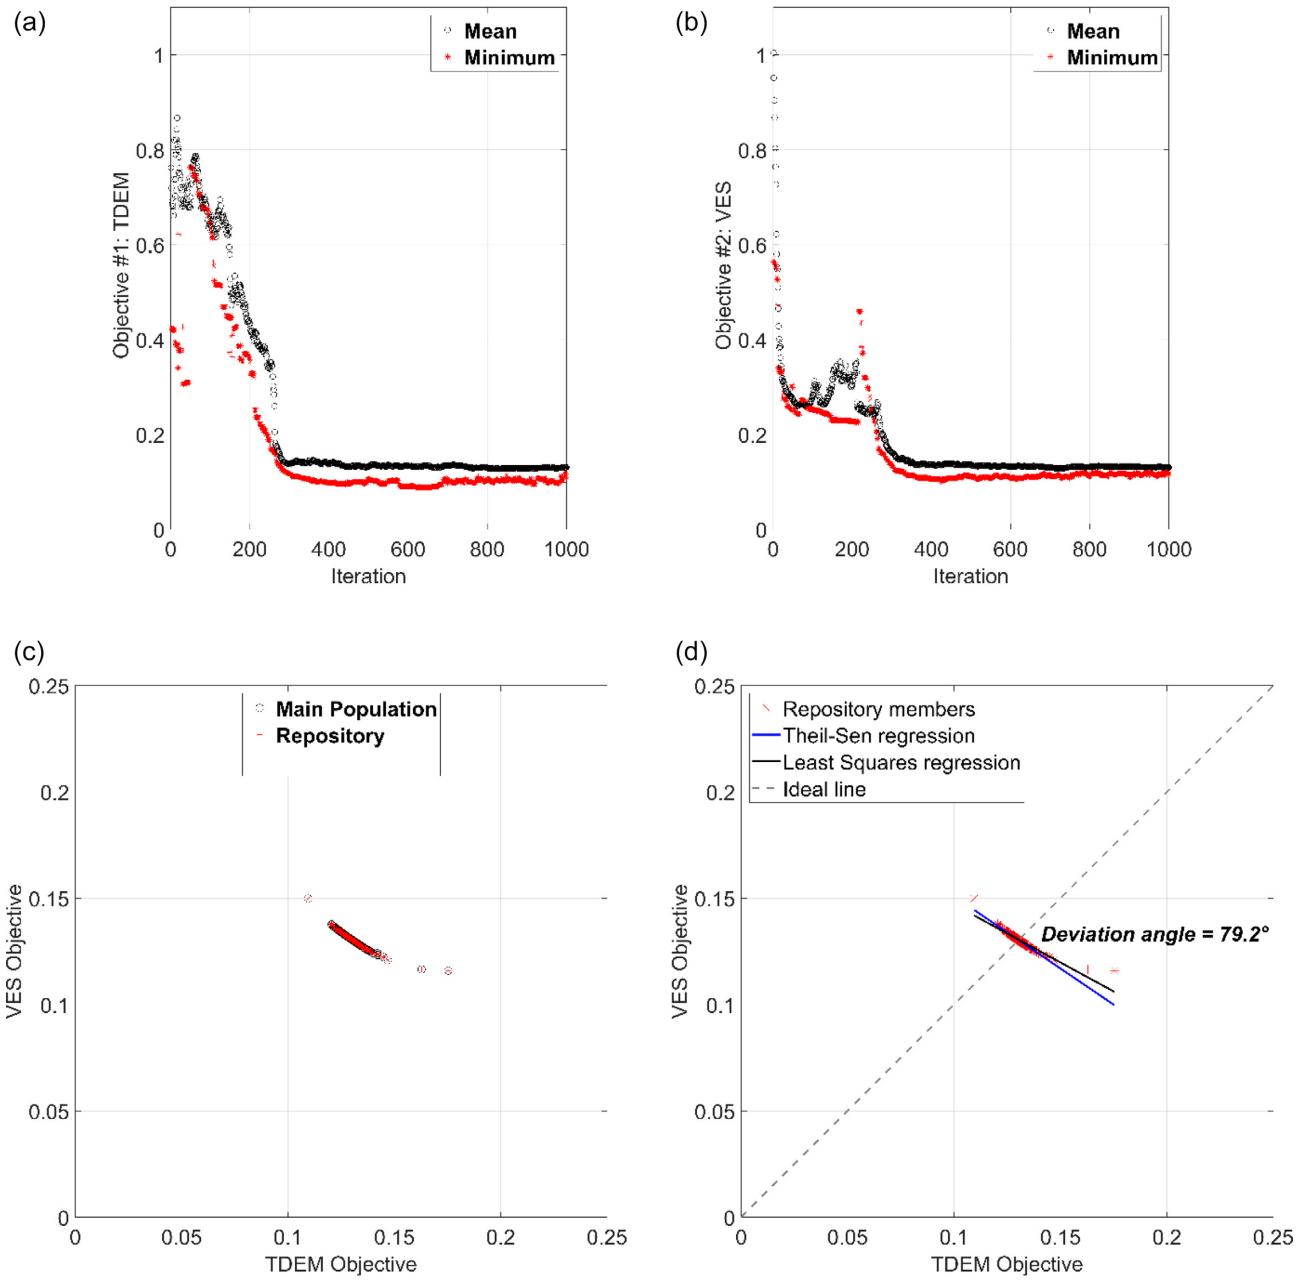 (a)
Mean
Minimum
1
0.8
0.6
0.4
0.2
0
Objective #1: TDEM
0 200 400 600 800 1000
Iteration
(b)
Mean
Minimum
1
0.8
0.6
0.4
0.2
0
Objective #2: VES
0 200 400 600 800 1000
Iteration
(c)
Main Population
Repository
0.25
0.2
0.15
0.1
0.05
0
VES Objective
0 0.05 0.1 0.15 0.2 0.25
TDEM Objective
(d)
Repository members
Theil-Sen regression
Least Squares regression
Ideal line
Deviation angle = 79.2°
0.25
0.2
0.15
0.1
0.05
0
VES Objective
0 0.05 0.1 0.15 0.2 0.25
TDEM Objective